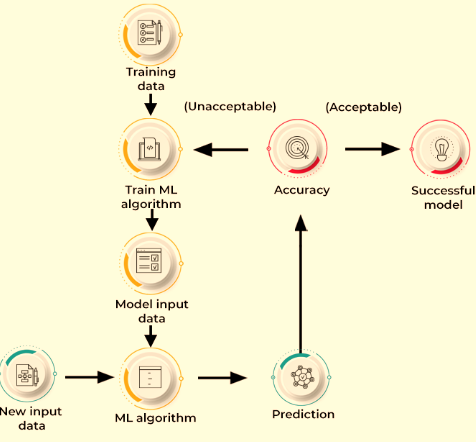 Training
data
(Unacceptable)
(Acceptable)
Train ML
algorithm
Accuracy
Successful
model
Model input
data
New input
data
ML algorithm
Prediction